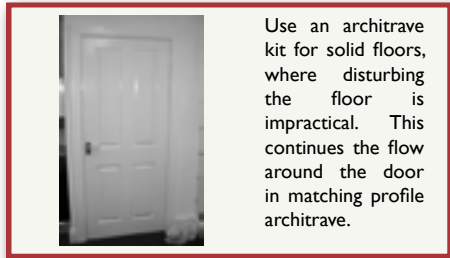 Use an architrave
kit for solid floors,
where disturbing
the floor is
impractical. This
continues the flow
around the door
in matching profile
architrave.